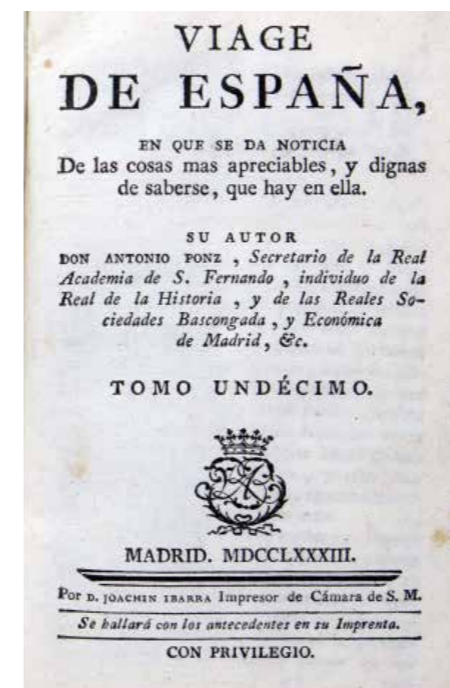 VIAGE
DE ESPAÑA,
EN QUE SE DA NOTICIA
De las cosas mas apreciables, y dignas
de saberse, que hay en ella.
SU AUTOR
DON ANTONIO PONZ, Secretario de la Real
Academia de S. Fernando, individuo de la
Real de la Historia, y de las Reales So-
ciedades Bascongada, y Económica
de Madrid, &c.
TOMO UNDÉCIMO.
MADRID. MDCCLXXXIII.
Por D. JOACHIN IBARRA Impresor de Cámara de S. M.
Se hallará con los antecedentes en su Imprenta.
CON PRIVILEGIO.